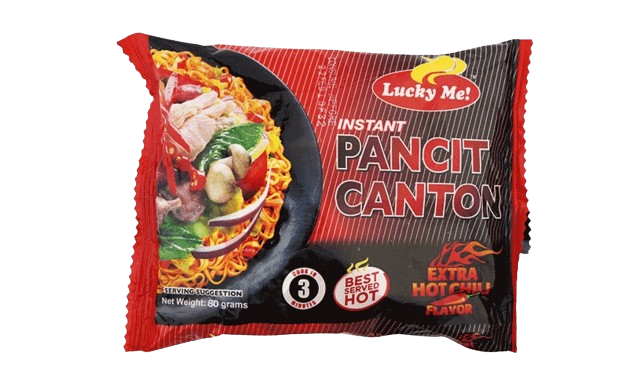 Lucky Me!
TM
INSTANT
PANCIT
CANTON
COOK IN
3
MINUTES
BEST
SERVED
HOT
EXTRA
HOT CHILI
FLAVOR
SERVING SUGGESTION
Net Weight: 80 grams